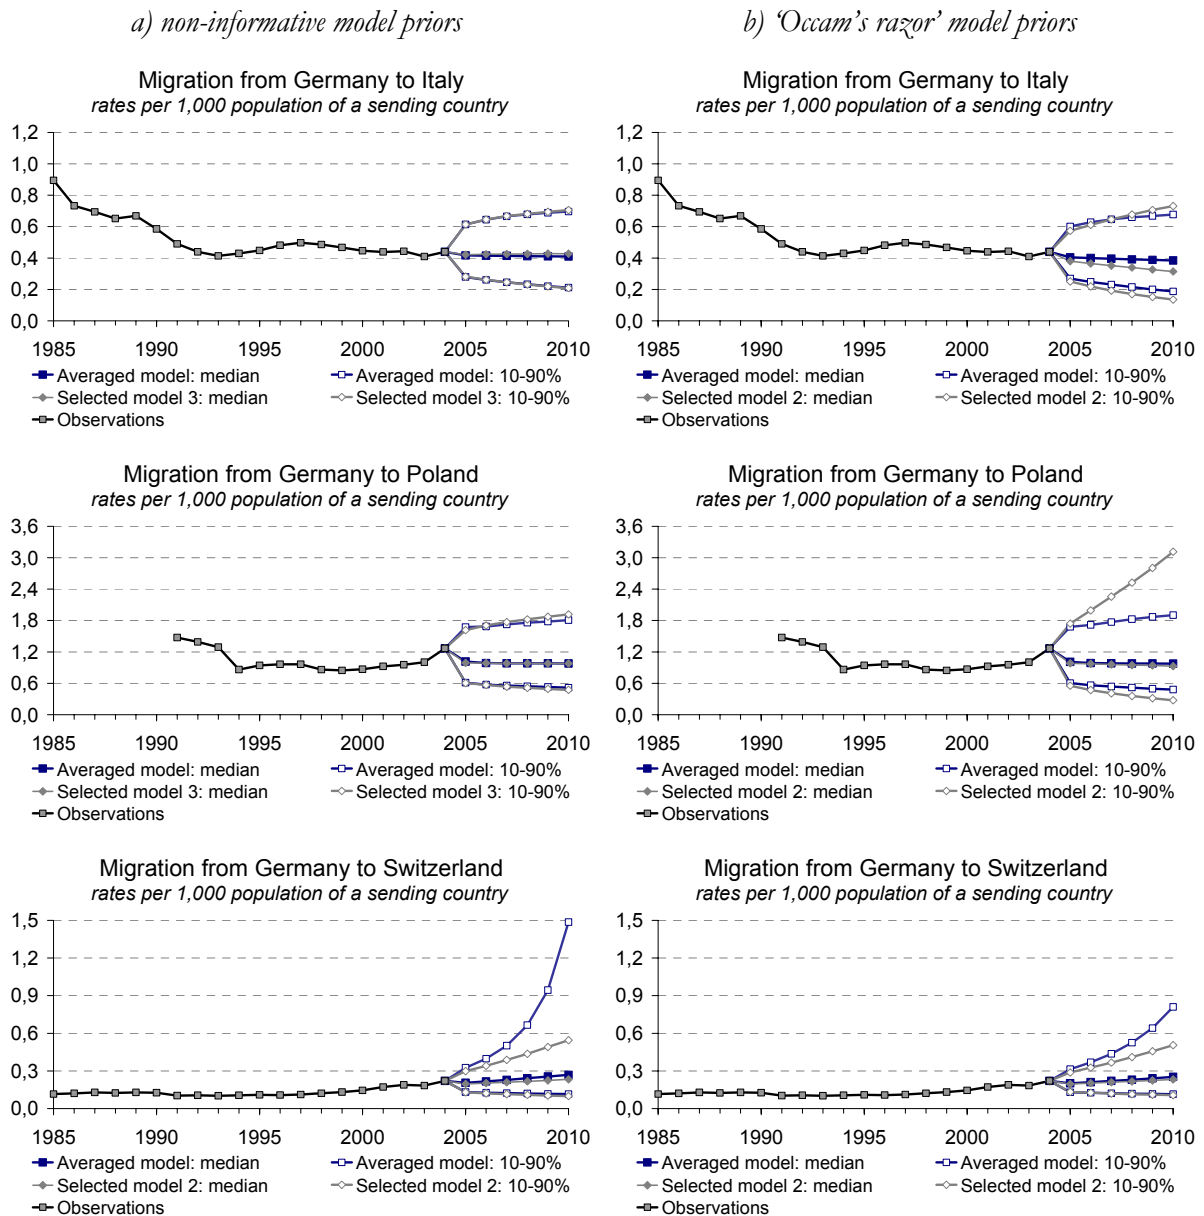 a) non-informative model priors
b) ‘Occam’s razor’ model priors
Migration from Germany to Italy
rates per 1,000 population of a sending country
1,2
1,0
0,8
0,6
0,4
0,2
0,0
1985 1990 1995 2000 2005 2010
Averaged model: median Averaged model: 10-90%
Selected model 3: median Selected model 3: 10-90%
Observations
Migration from Germany to Italy
rates per 1,000 population of a sending country
1,2
1,0
0,8
0,6
0,4
0,2
0,0
1985 1990 1995 2000 2005 2010
Averaged model: median Averaged model: 10-90%
Selected model 2: median Selected model 2: 10-90%
Observations
Migration from Germany to Poland
rates per 1,000 population of a sending country
3,6
3,0
2,4
1,8
1,2
0,6
0,0
1985 1990 1995 2000 2005 2010
Averaged model: median Averaged model: 10-90%
Selected model 3: median Selected model 3: 10-90%
Observations
Migration from Germany to Poland
rates per 1,000 population of a sending country
3,6
3,0
2,4
1,8
1,2
0,6
0,0
1985 1990 1995 2000 2005 2010
Averaged model: median Averaged model: 10-90%
Selected model 2: median Selected model 2: 10-90%
Observations
Migration from Germany to Switzerland
rates per 1,000 population of a sending country
1,5
1,2
0,9
0,6
0,3
0,0
1985 1990 1995 2000 2005 2010
Averaged model: median Averaged model: 10-90%
Selected model 2: median Selected model 2: 10-90%
Observations
Migration from Germany to Switzerland
rates per 1,000 population of a sending country
1,5
1,2
0,9
0,6
0,3
0,0
1985 1990 1995 2000 2005 2010
Averaged model: median Averaged model: 10-90%
Selected model 2: median Selected model 2: 10-90%
Observations